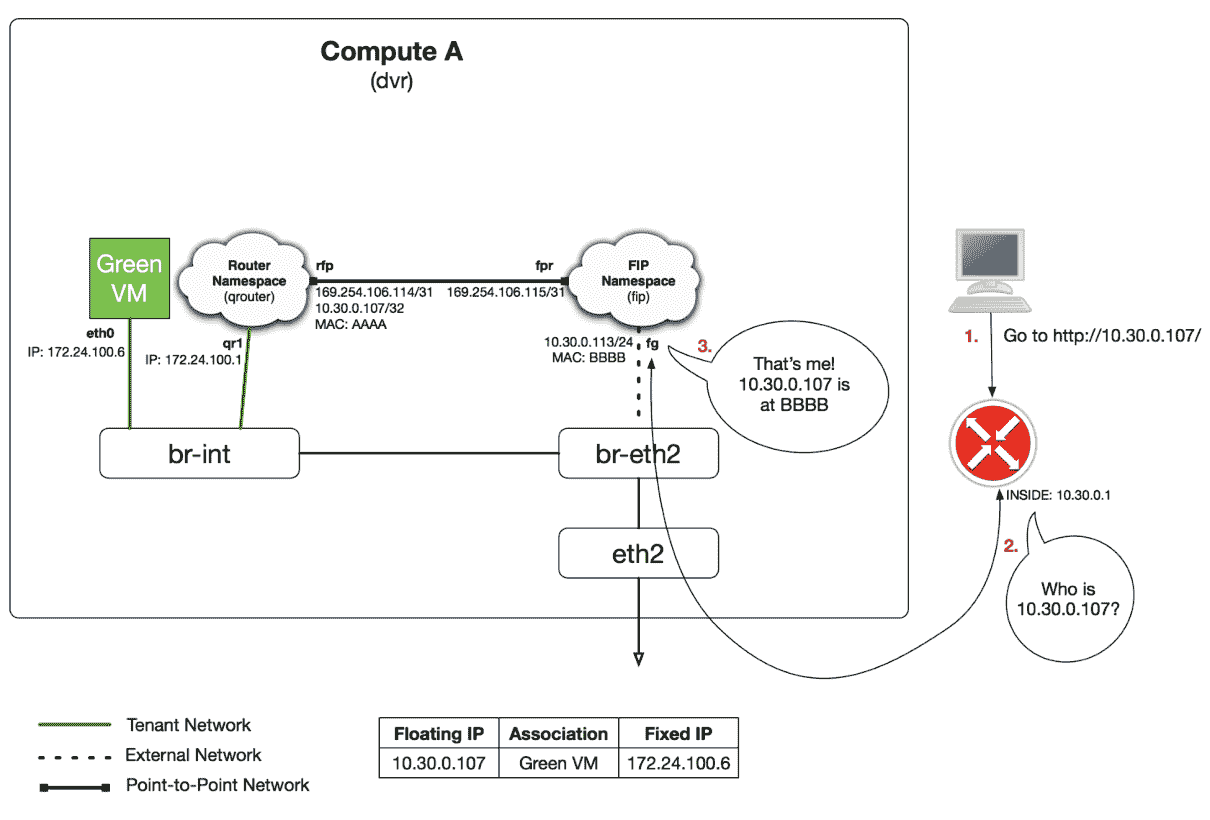 Compute A
(dvr)
Green
VM
eth0
IP: 172.24.100.6
Router
Namespace
(qrouter)
qr1
IP: 172.24.100.1
rfp
169.254.106.114/31
10.30.0.107/32
MAC: AAAA
fpr
169.254.106.115/31
FIP
Namespace
(fip)
10.30.0.113/24
MAC: BBBB
fg
3.
That's me!
10.30.0.107 is
at BBBB
1.
Go to http://10.30.0.107/
br-int
br-eth2
eth2
INSIDE: 10.30.0.1
2.
Who is
10.30.0.107?
Tenant Network
External Network
Point-to-Point Network
Floating IP Association Fixed IP
10.30.0.107 Green VM 172.24.100.6